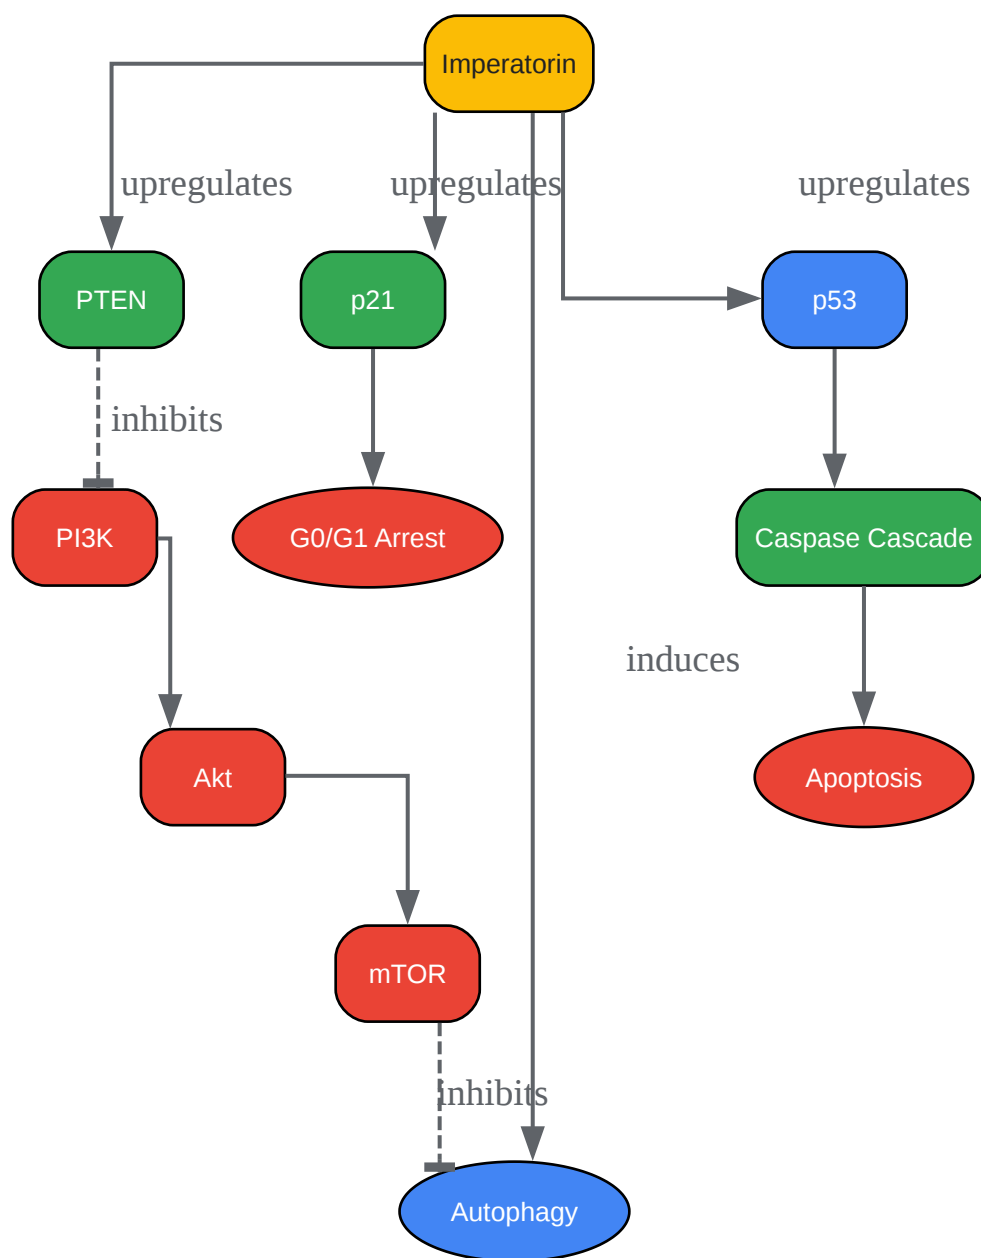 Imperatorin
upregulates
upregulates
upregulates
PTEN
p21
p53
inhibits
PI3K
G0/G1 Arrest
Caspase Cascade
induces
Akt
Apoptosis
mTOR
inhibits
Autophagy